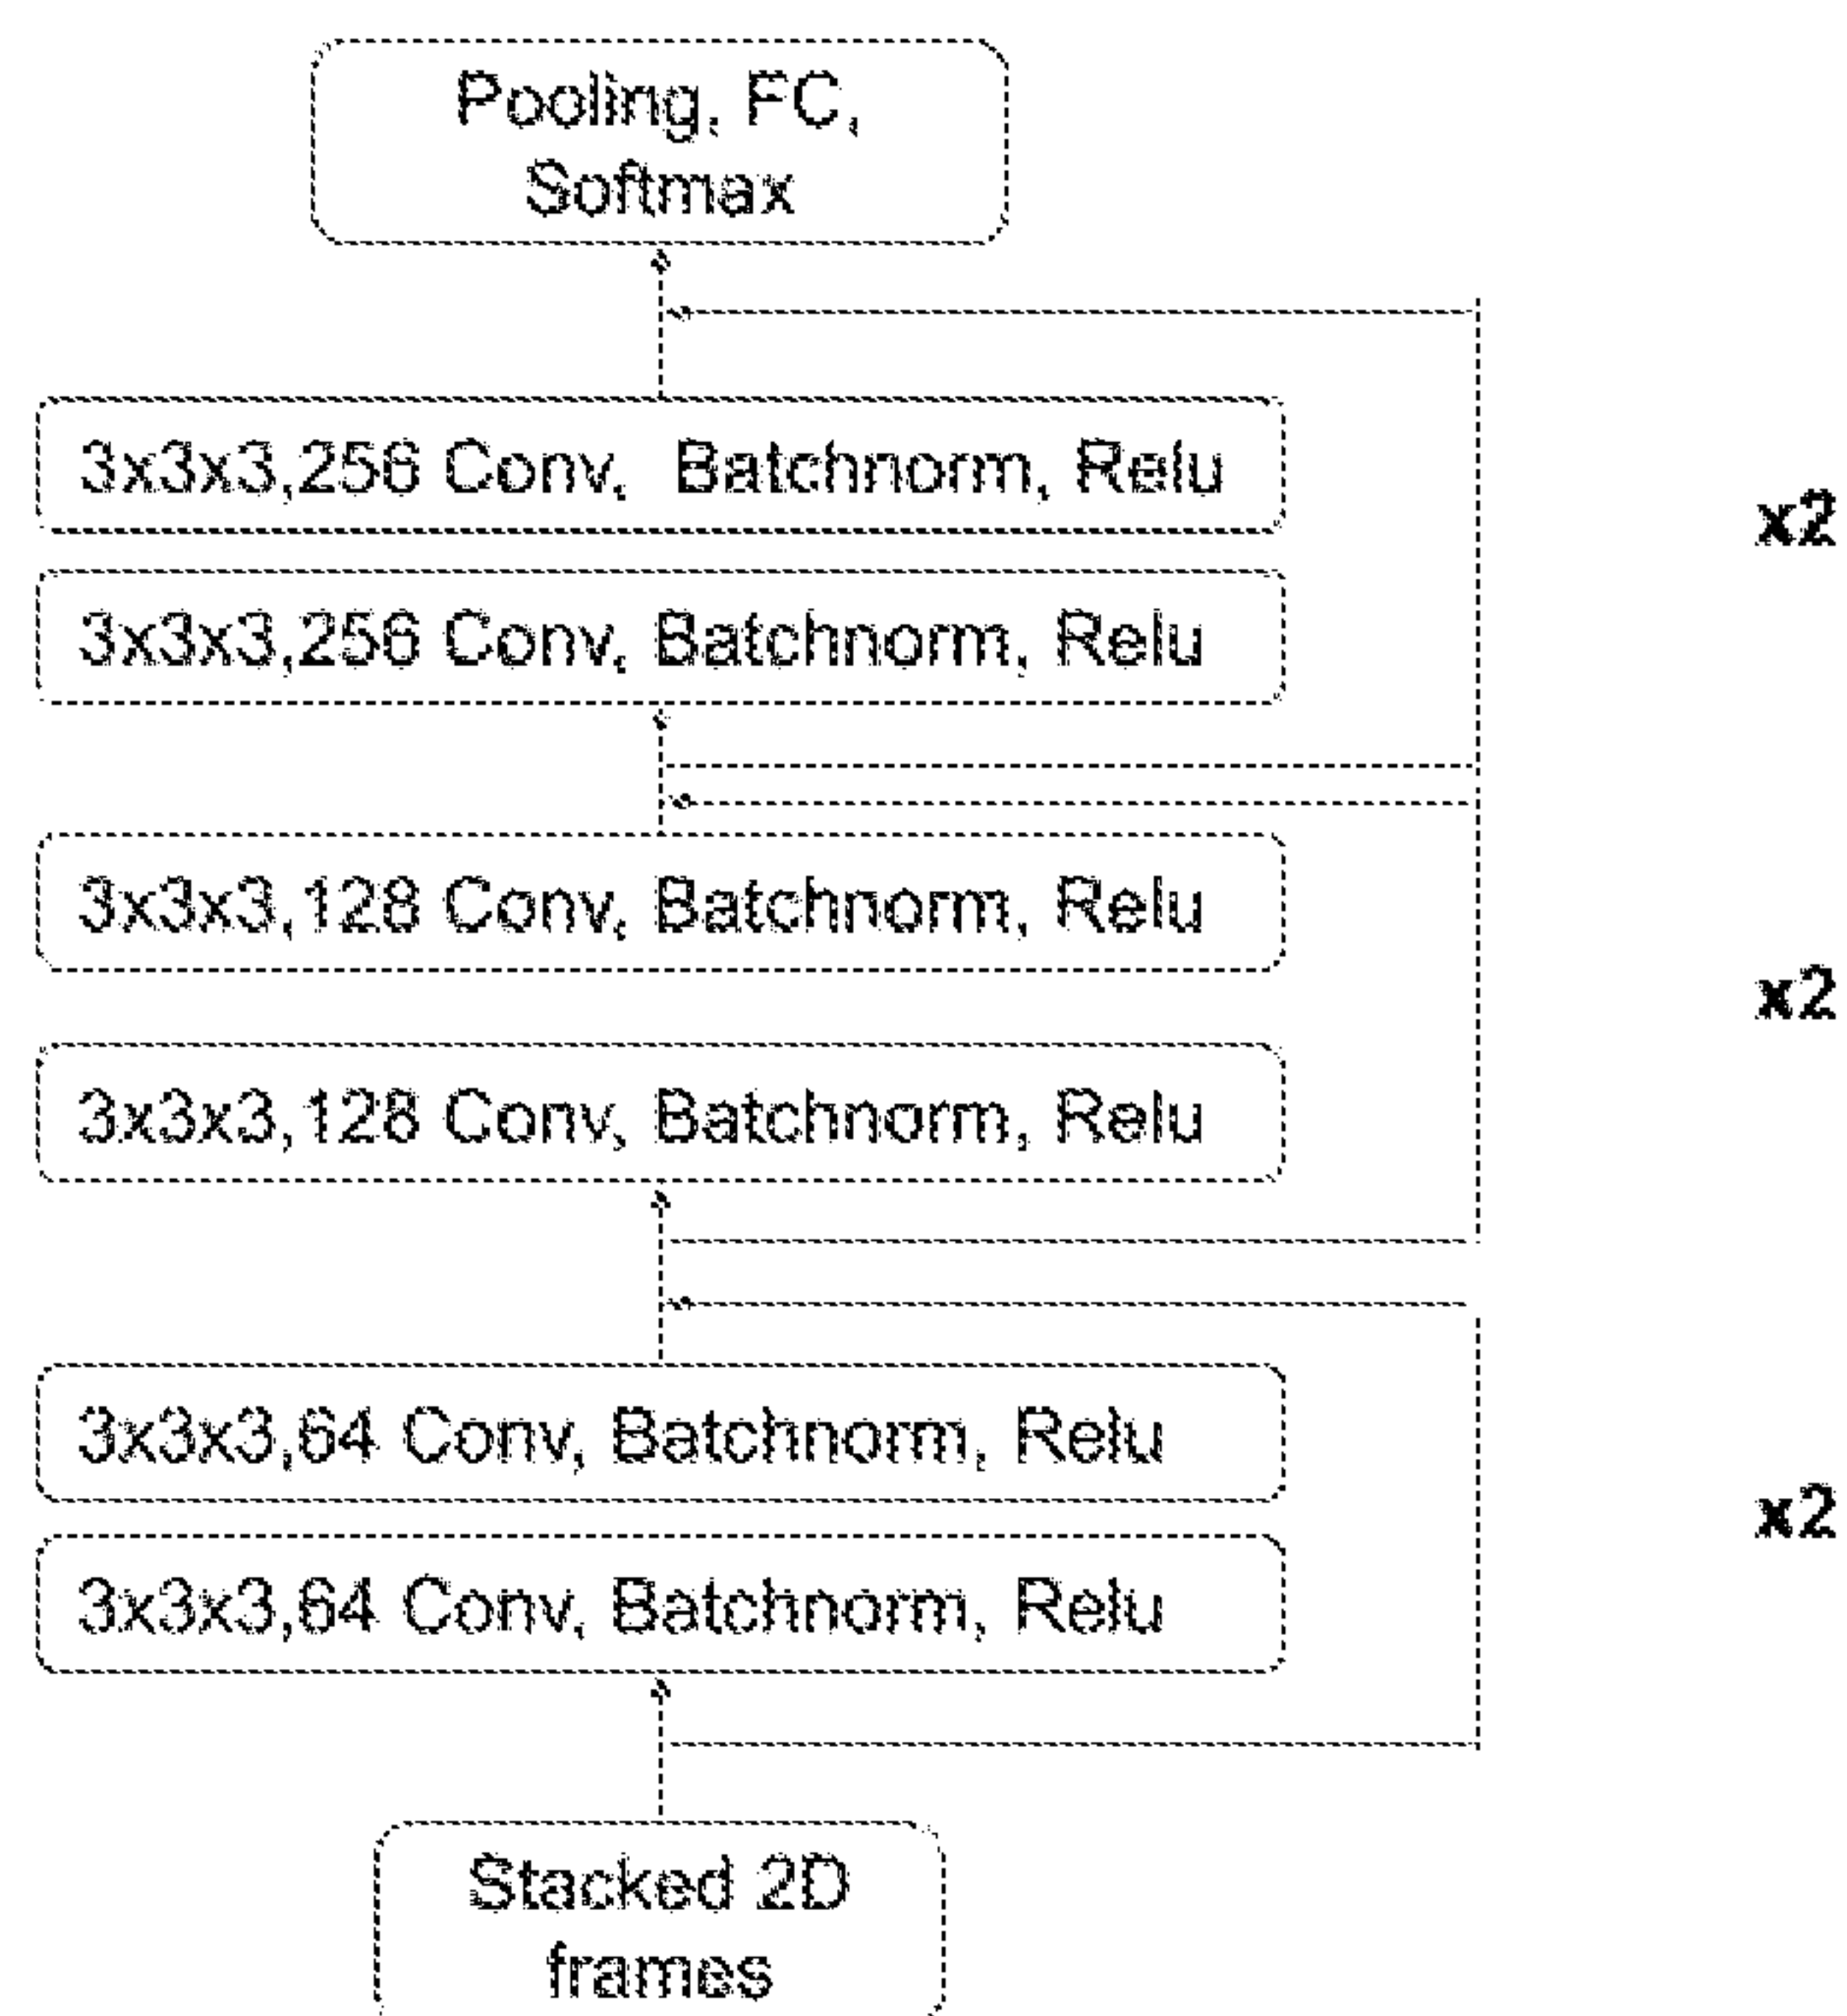 Pooling, FC,
Softmax
3x3x3,256 Conv, Batchnorm, Relu
x2
3x3x3,256 Conv, Batchnorm, Relu
3x3x3,128 Conv, Batchnorm, Relu
x2
3x3x3,128 Conv, Batchnorm, Relu
3x3x3,64 Conv, Batchnorm, Relu
x2
3x3x3,64 Conv, Batchnorm, Relu
Stacked 2D
frames